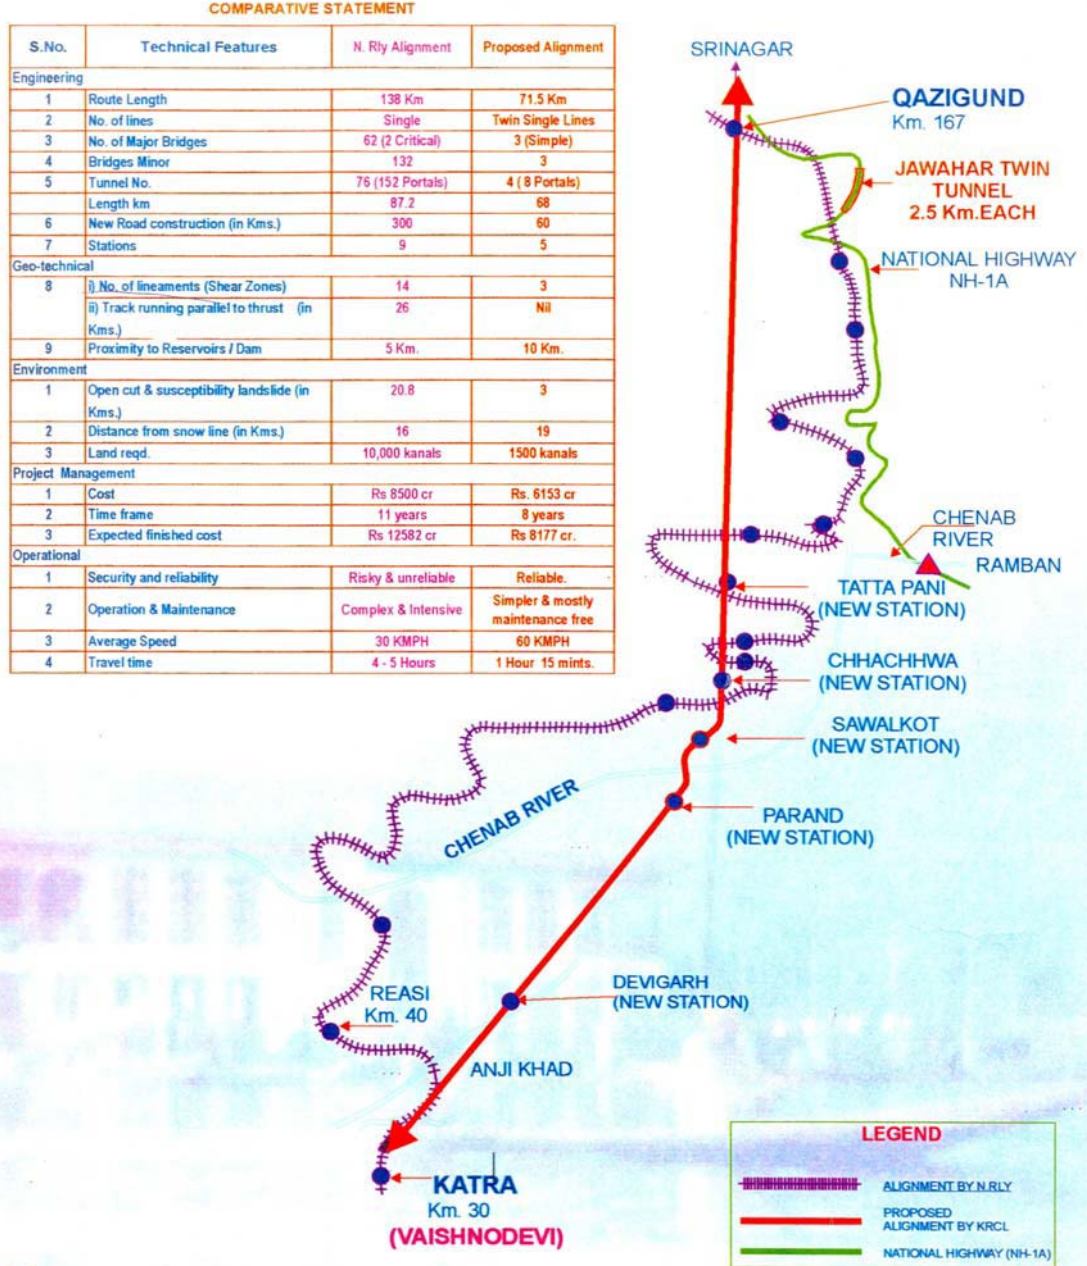 COMPARATIVE STATEMENT
S.No. Technical Features N. Rly Alignment Proposed Alignment
Engineering
1 Route Length 138 Km 71.5 Km
2 No. of lines Single Twin Single Lines
3 No. of Major Bridges 62 (2 Critical) 3 (Simple)
4 Bridges Minor 132 3
5 Tunnel No. 76 (152 Portals) 4 ( 8 Portals)
Length km 87.2 68
6 New Road construction (in Kms.) 300 60
7 Stations 9 5
Geo-technical
8 i) No. of lineaments (Shear Zones) 14 3
ii) Track running parallel to thrust (in
Kms.) 26 Nil
9 Proximity to Reservoirs / Dam 5 Km. 10 Km.
Environment
1 Open cut & susceptibility landslide (in
Kms.) 20.8 3
2 Distance from snow line (in Kms.) 16 19
3 Land reqd. 10,000 kanals 1500 kanals
Project Management
1 Cost Rs 8500 cr Rs. 6153 cr
2 Time frame 11 years 8 years
3 Expected finished cost Rs 12582 cr Rs 8177 cr.
Operational
1 Security and reliability Risky & unreliable Reliable.
2 Operation & Maintenance Complex & Intensive Simpler & mostly
maintenance free
3 Average Speed 30 KMPH 60 KMPH
4 Travel time 4 - 5 Hours 1 Hour 15 mints.
SRINAGAR
QAZIGUND
Km. 167
JAWAHAR TWIN
TUNNEL
2.5 Km.EACH
NATIONAL HIGHWAY
NH-1A
CHENAB
RIVER
RAMBAN
TATTA PANI
(NEW STATION)
CHHACHHWA
(NEW STATION)
SAWALKOT
(NEW STATION)
PARAND
(NEW STATION)
CHENAB RIVER
DEVIGARH
(NEW STATION)
REASI
Km. 40
ANJI KHAD
KATRA
Km. 30
(VAISHNODEVI)
LEGEND
ALIGNMENT BY N.RLY
PROPOSED
ALIGNMENT BY KRCL
NATIONAL HIGHWAY (NH-1A)